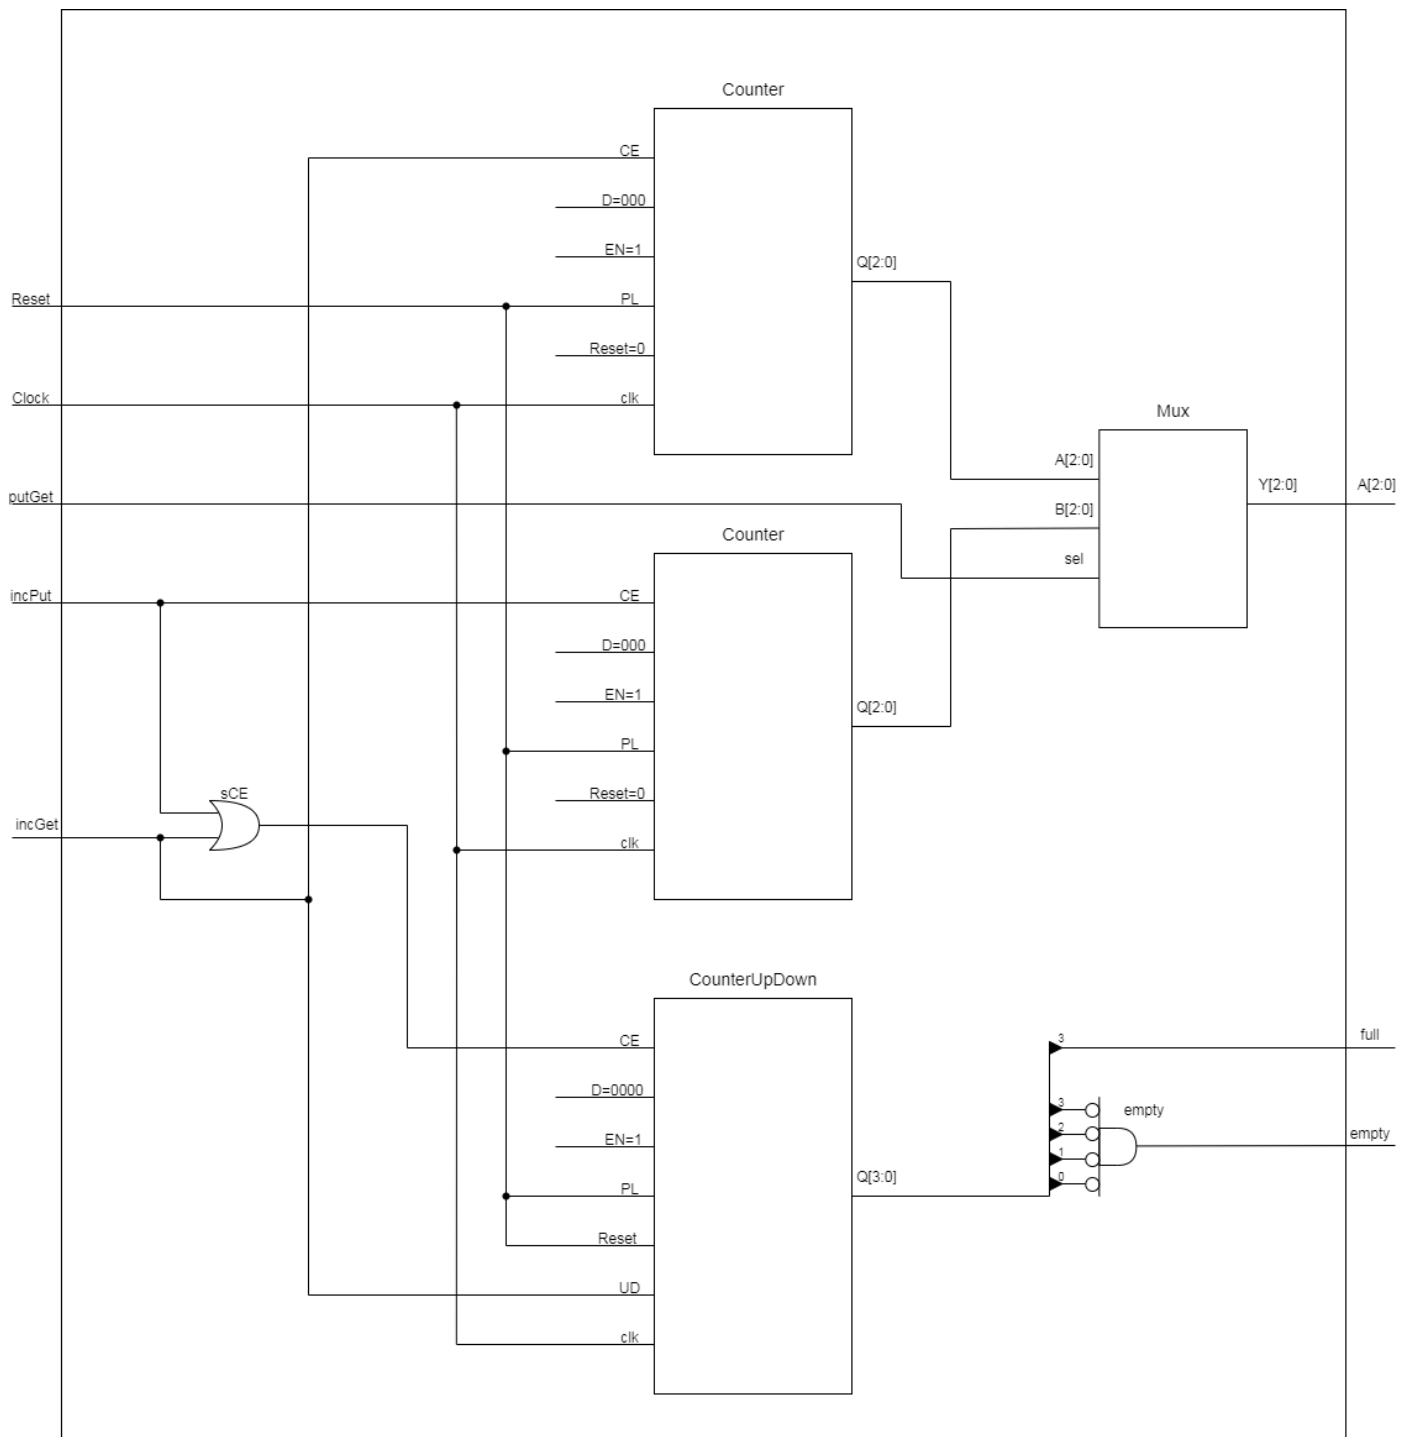 Counter
CE
D=000
EN=1
Q[2:0]
Reset
PL
Reset=0
Clock
clk
Mux
A[2:0]
putGet
Y[2:0]
A[2:0]
B[2:0]
Counter
sel
incPut
CE
D=000
EN=1
Q[2:0]
PL
sCE
Reset=0
incGet
clk
CounterUpDown
CE
3
full
D=0000
3
empty
EN=1
2
empty
1
PL
Q[3:0]
0
Reset
UD
clk